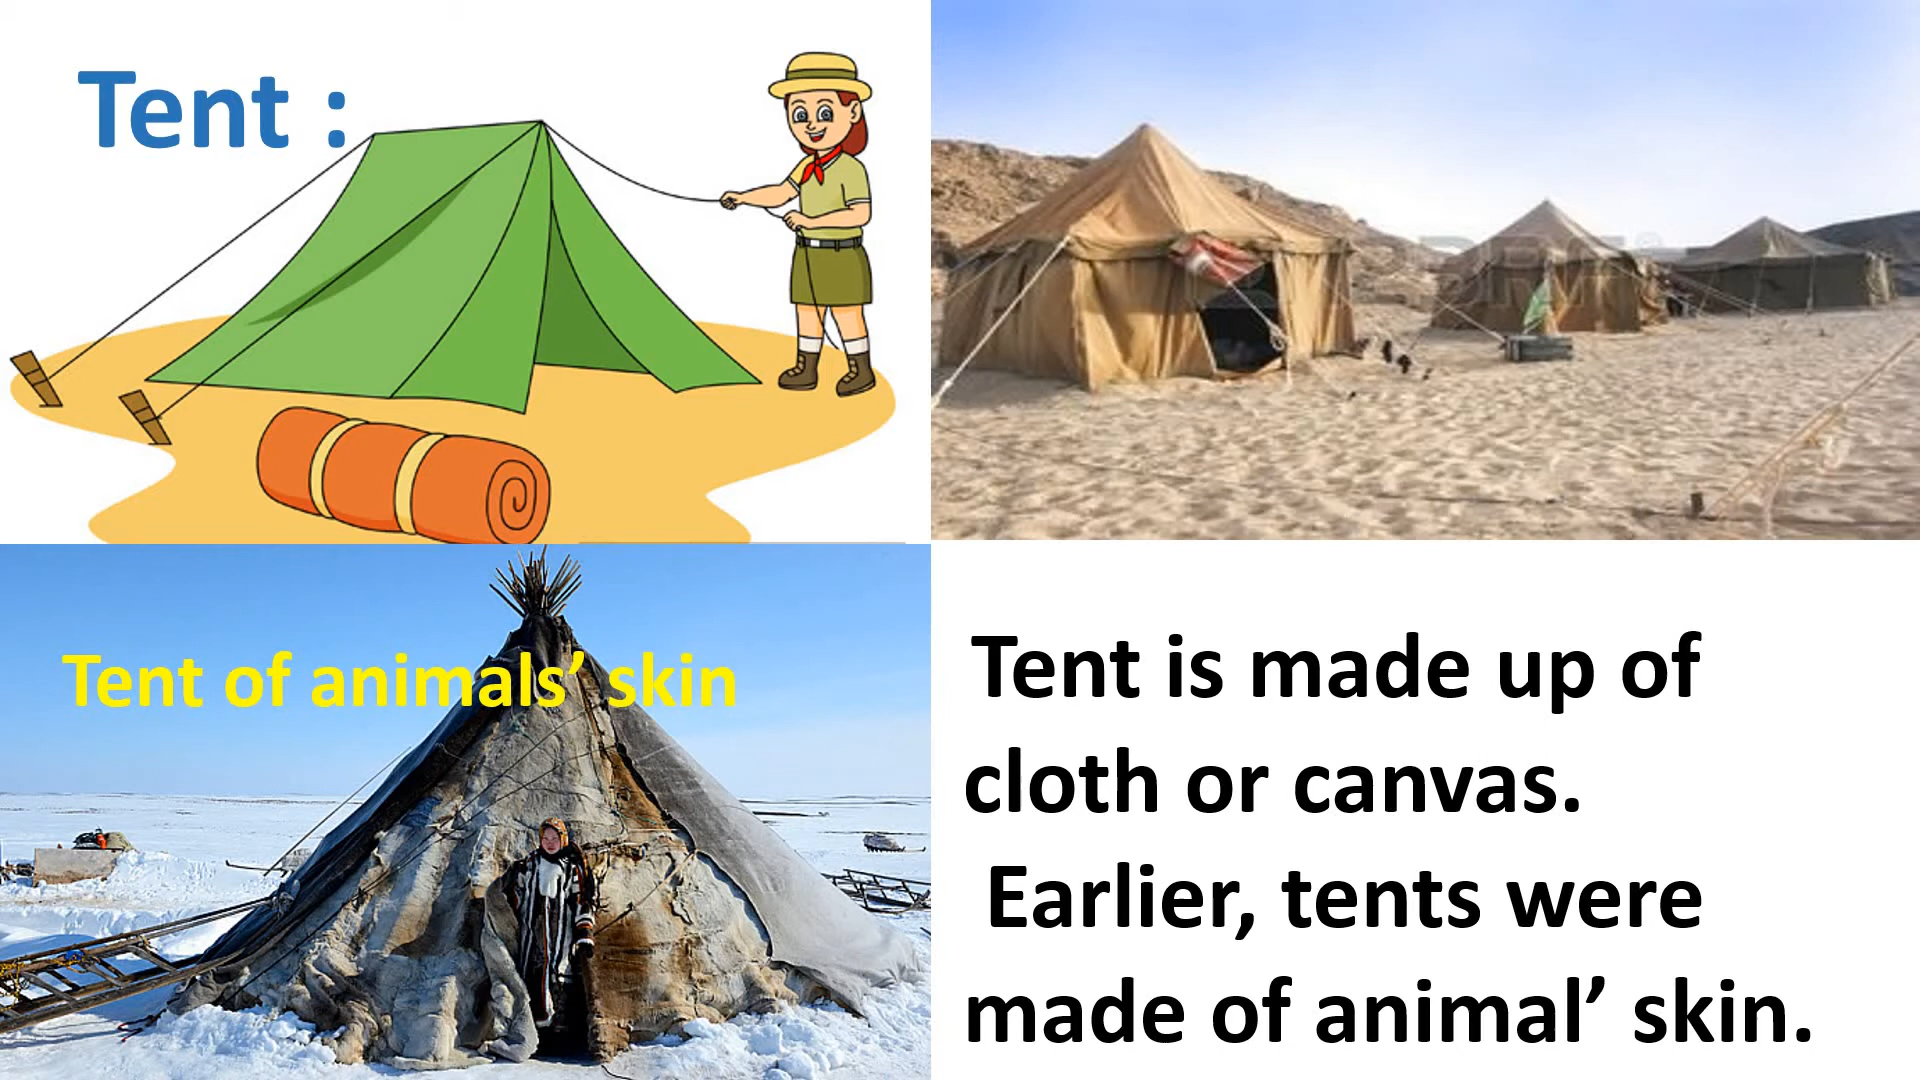 Tent :
Tent of animals’ skin
Tent is made up of
cloth or canvas.
Earlier, tents were
made of animal’ skin.